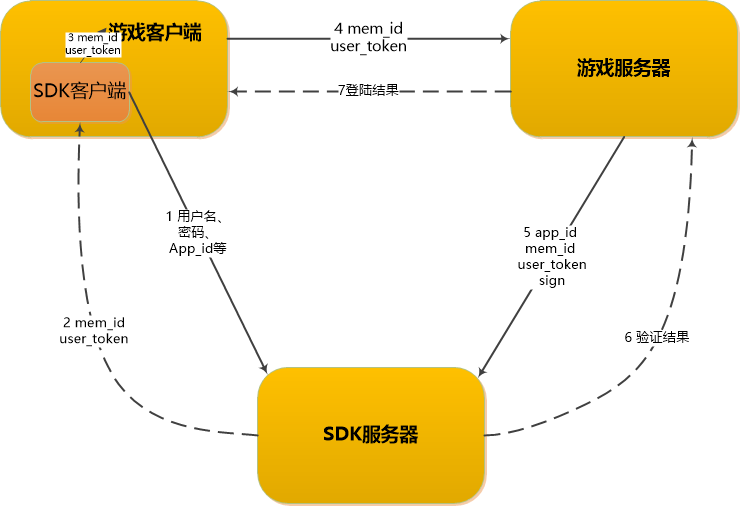 游戏客户端
3 mem_id
user_token
SDK客户端
4 mem_id
user_token
7登陆结果
游戏服务器
1 用户名、
密码、
App_id等
5 app_id
mem_id
user_token
sign
2 mem_id
user_token
6 验证结果
SDK服务器